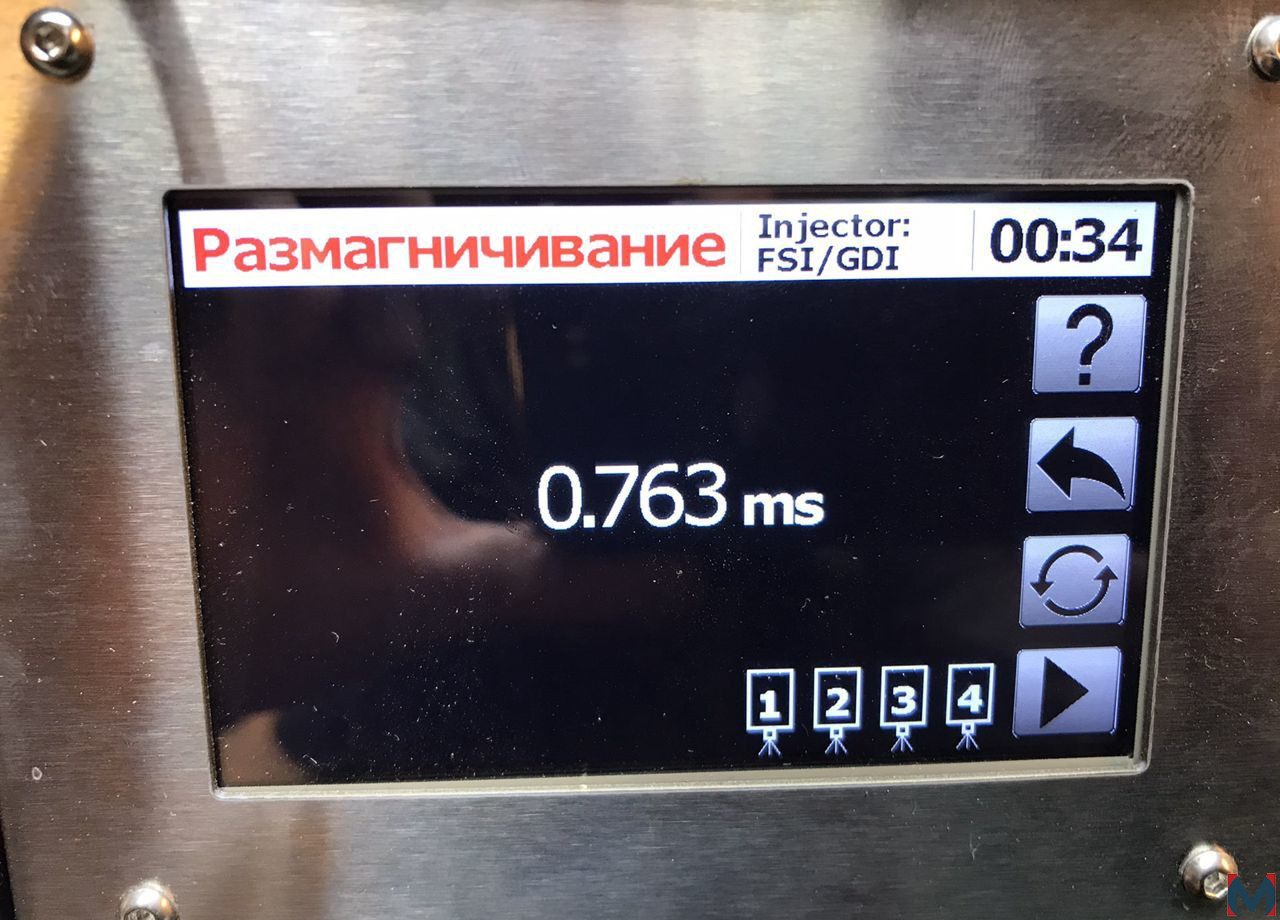 Размагничивание
Injector:
FSI/GDI
00:34
?
0.763 ms
1 2 3 4
M